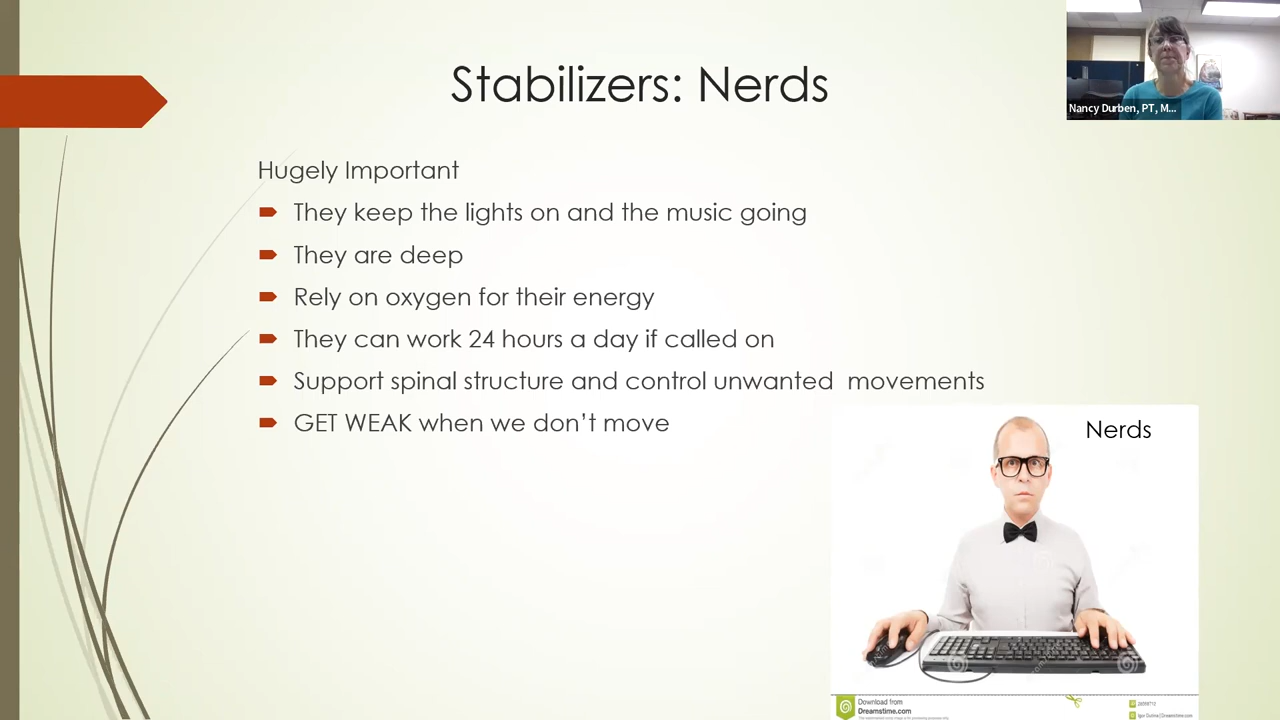 Stabilizers: Nerds
Nancy Durben, PT, M...
Hugely Important
They keep the lights on and the music going
They are deep
Rely on oxygen for their energy
They can work 24 hours a day if called on
Support spinal structure and control unwanted  movements
GET WEAK when we don’t move
Nerds
Download from
Dreamstime.com